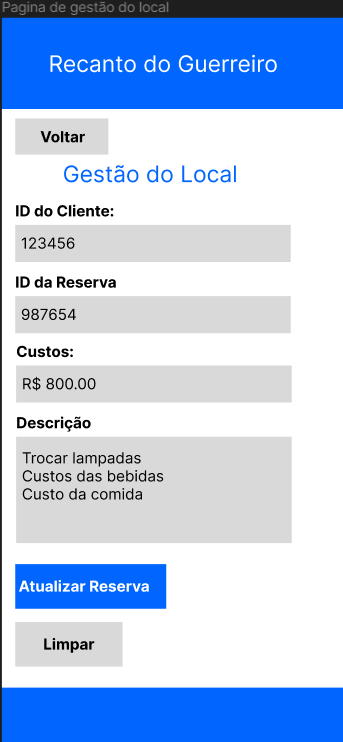 Pagina de gestão do local
Recanto do Guerreiro
Voltar
Gestão do Local
ID do Cliente:
123456
ID da Reserva
987654
Custos:
R$ 800.00
Descrição
Trocar lampadas
Custos das bebidas
Custo da comida
Atualizar Reserva
Limpar